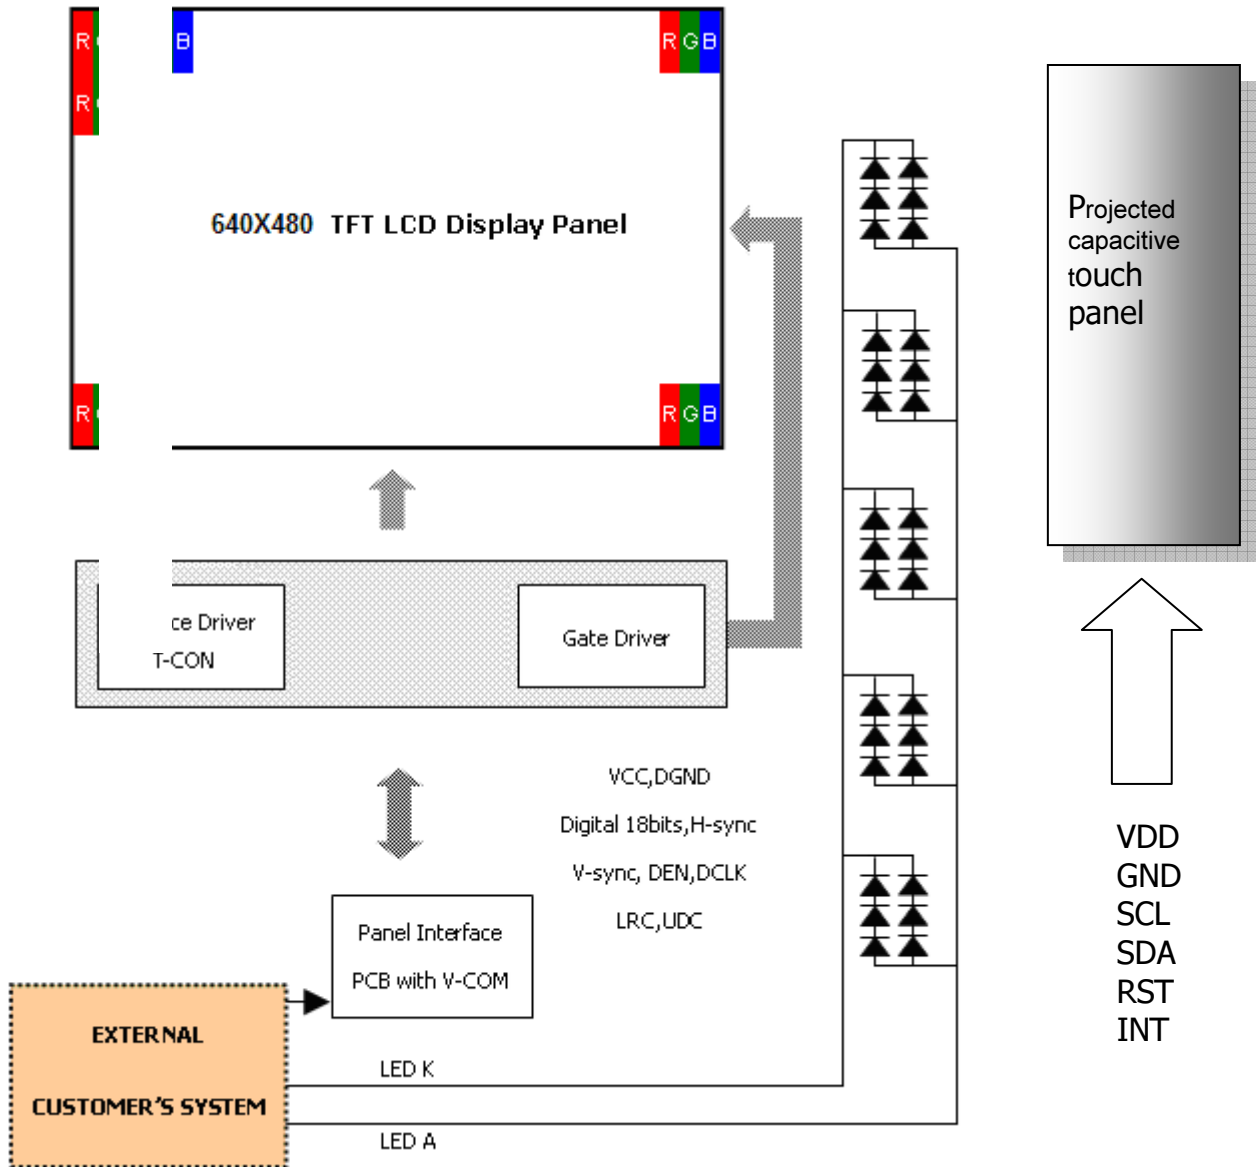 R B R G B
R
640X480 TFT LCD Display Panel
R R G B
Projected
capacitive
touch
panel
ce Driver
T-CON
Gate Driver
VCC,DGND
Digital 18bits,H-sync
V-sync, DEN,DCLK
LRC,UDC
Panel Interface
PCB with V-COM
EXTERNAL
CUSTOMER'S SYSTEM
LED K
LED A
VDD
GND
SCL
SDA
RST
INT